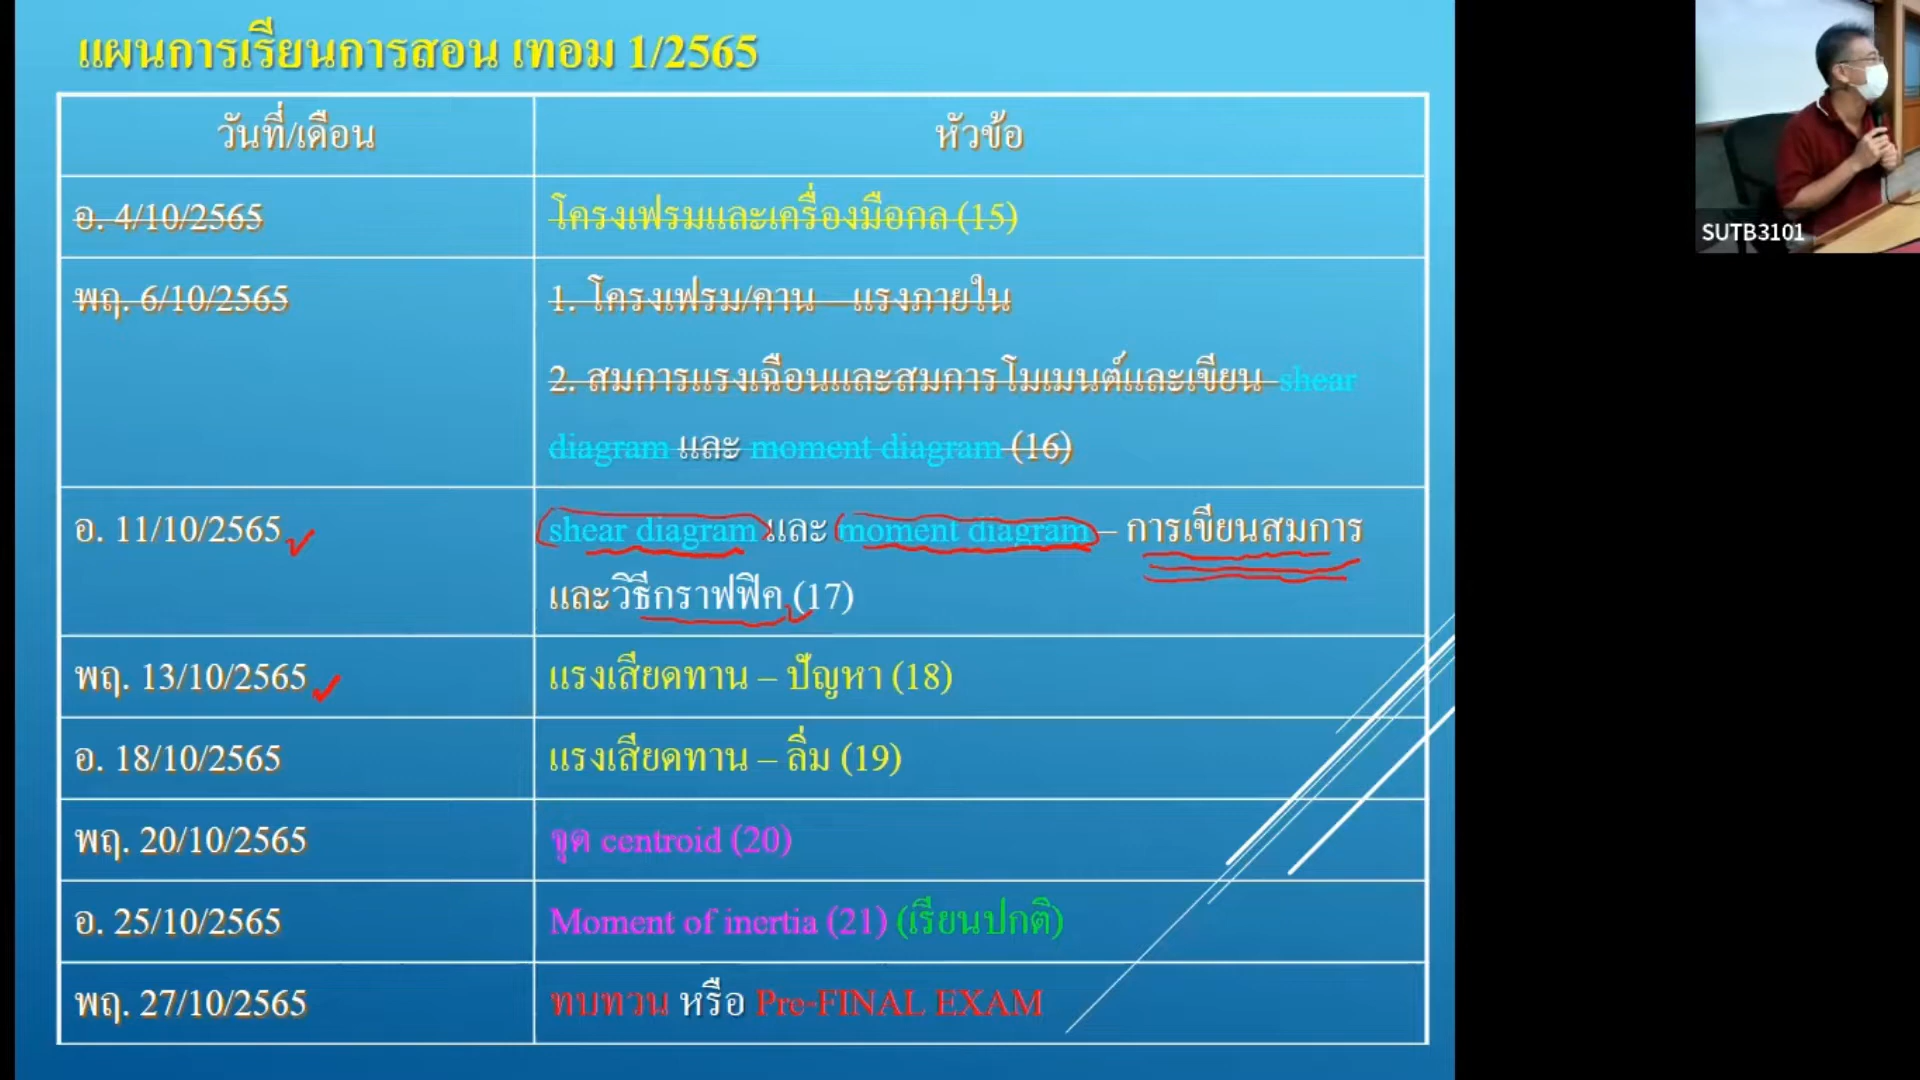 แผนการเรียนการสอน เทอม 1/2565
วันที่/เดือน
หัวข้อ
อ. 4/10/2565
โครงเฟรมและเครื่องมือกล (15)
พฤ. 6/10/2565
1. โครงเฟรม/คาน – แรงภายใน
2. สมการแรงเฉือนและสมการโมเมนต์และเขียน shear
diagram และ moment diagram (16)
อ. 11/10/2565
shear diagram และ moment diagram – การเขียนสมการ
และวิธีกราฟฟิค (17)
พฤ. 13/10/2565
แรงเสียดทาน – ปัญหา (18)
อ. 18/10/2565
แรงเสียดทาน – ลิ่ม (19)
พฤ. 20/10/2565
จุด centroid (20)
อ. 25/10/2565
Moment of inertia (21) (เรียนปกติ)
พฤ. 27/10/2565
ทบทวน หรือ Pre-FINAL EXAM
SUTB3101